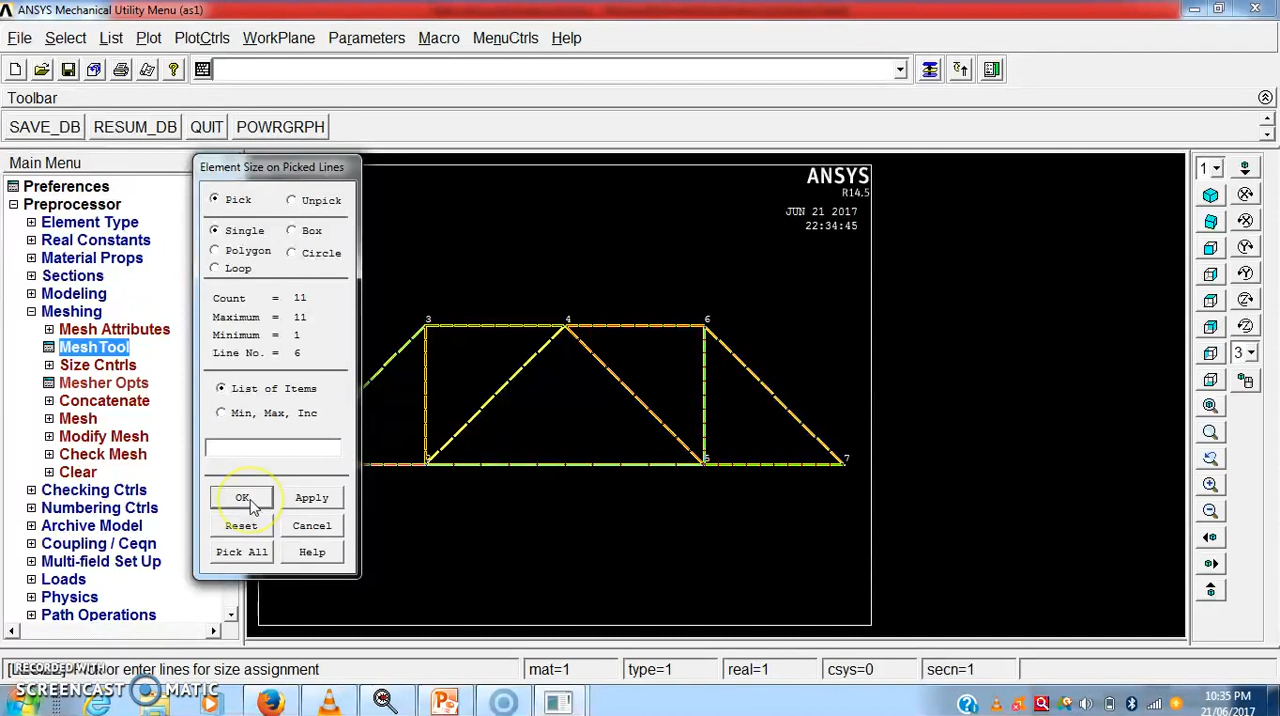 ANSYS Mechanical Utility Menu (as1)
File Select List Plot PlotCtrls WorkPlane Parameters Macro MenuCtrls Help
Toolbar
SAVE_DB RESUM_DB QUIT POWRGRPH
Main Menu
Preferences
Preprocessor
Element Type
Real Constants
Material Props
Sections
Modeling
Meshing
Mesh Attributes
MeshTool
Size Cntrls
Mesher Opts
Concatenate
Mesh
Modify Mesh
Check Mesh
Clear
Checking Ctrls
Numbering Ctrls
Archive Model
Coupling / Ceqn
Multi-field Set Up
Loads
Physics
Path Operations
Element Size on Picked Lines
Pick Unpick
Single Box
Polygon Circle
Loop
Count = 11
Maximum = 11
Minimum = 1
Line No. = 6
List of Items
Min, Max, Inc
OK Apply
Reset Cancel
Pick All Help
ANSYS
R14.5
JUN 21 2017
22:34:45
3 4 6
5 7
1
3
or enter lines for size assignment
mat=1 type=1 real=1 csys=0 secn=1
RECORDED WITH
SCREENCAST MATIC
10:35 PM
21/06/2017